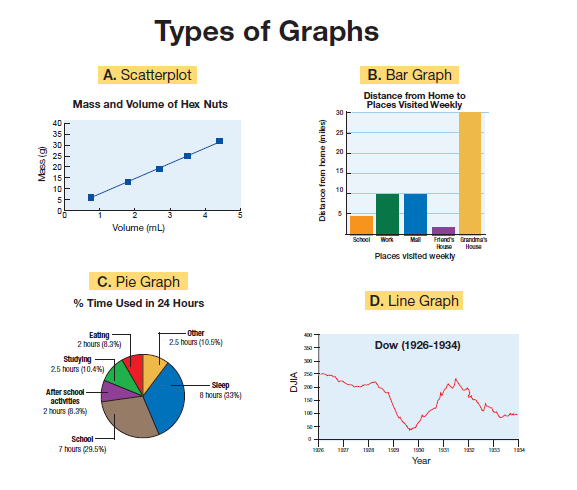 Types of Graphs
A. Scatterplot
Mass and Volume of Hex Nuts
Mass (g)
40
35
30
25
20
15
10
5
0
0 1 2 3 4 5
Volume (mL)
B. Bar Graph
Distance from Home to
Places Visited Weekly
Distance from home (miles)
30
25
20
15
10
5
School Work Mall Friend's House Grandma's House
Places visited weekly
C. Pie Graph
% Time Used in 24 Hours
Eating
2 hours (8.3%)
Other
2.5 hours (10.5%)
Studying
2.5 hours (10.4%)
Sleep
8 hours (33%)
After school
activities
2 hours (8.3%)
School
7 hours (29.5%)
D. Line Graph
Dow (1926-1934)
DJIA
400
350
300
250
200
150
100
50
0
1926 1927 1928 1929 1930 1931 1932 1933 1934
Year